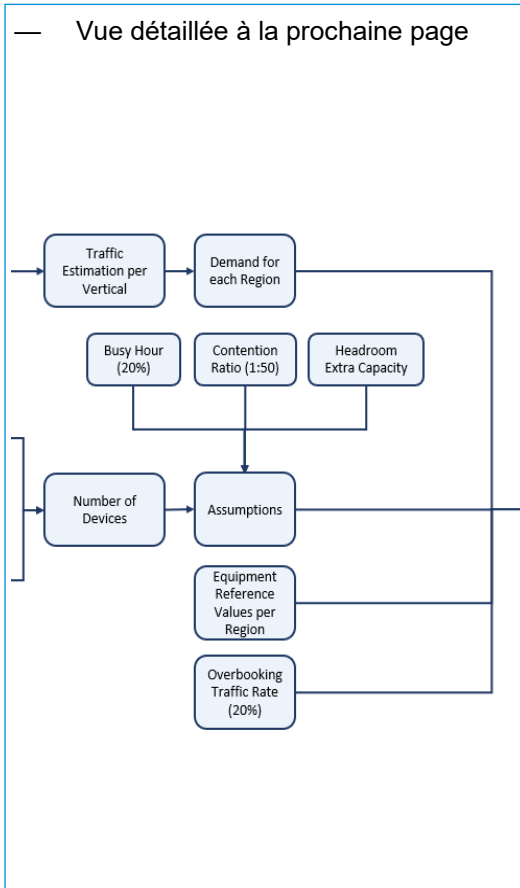 — Vue détaillée à la prochaine page
Traffic
Estimation per
Vertical
Demand for
each Region
Busy Hour
(20%)
Contention
Ratio (1:50)
Headroom
Extra Capacity
Number of
Devices
Assumptions
Equipment
Reference
Values per
Region
Overbooking
Traffic Rate
(20%)